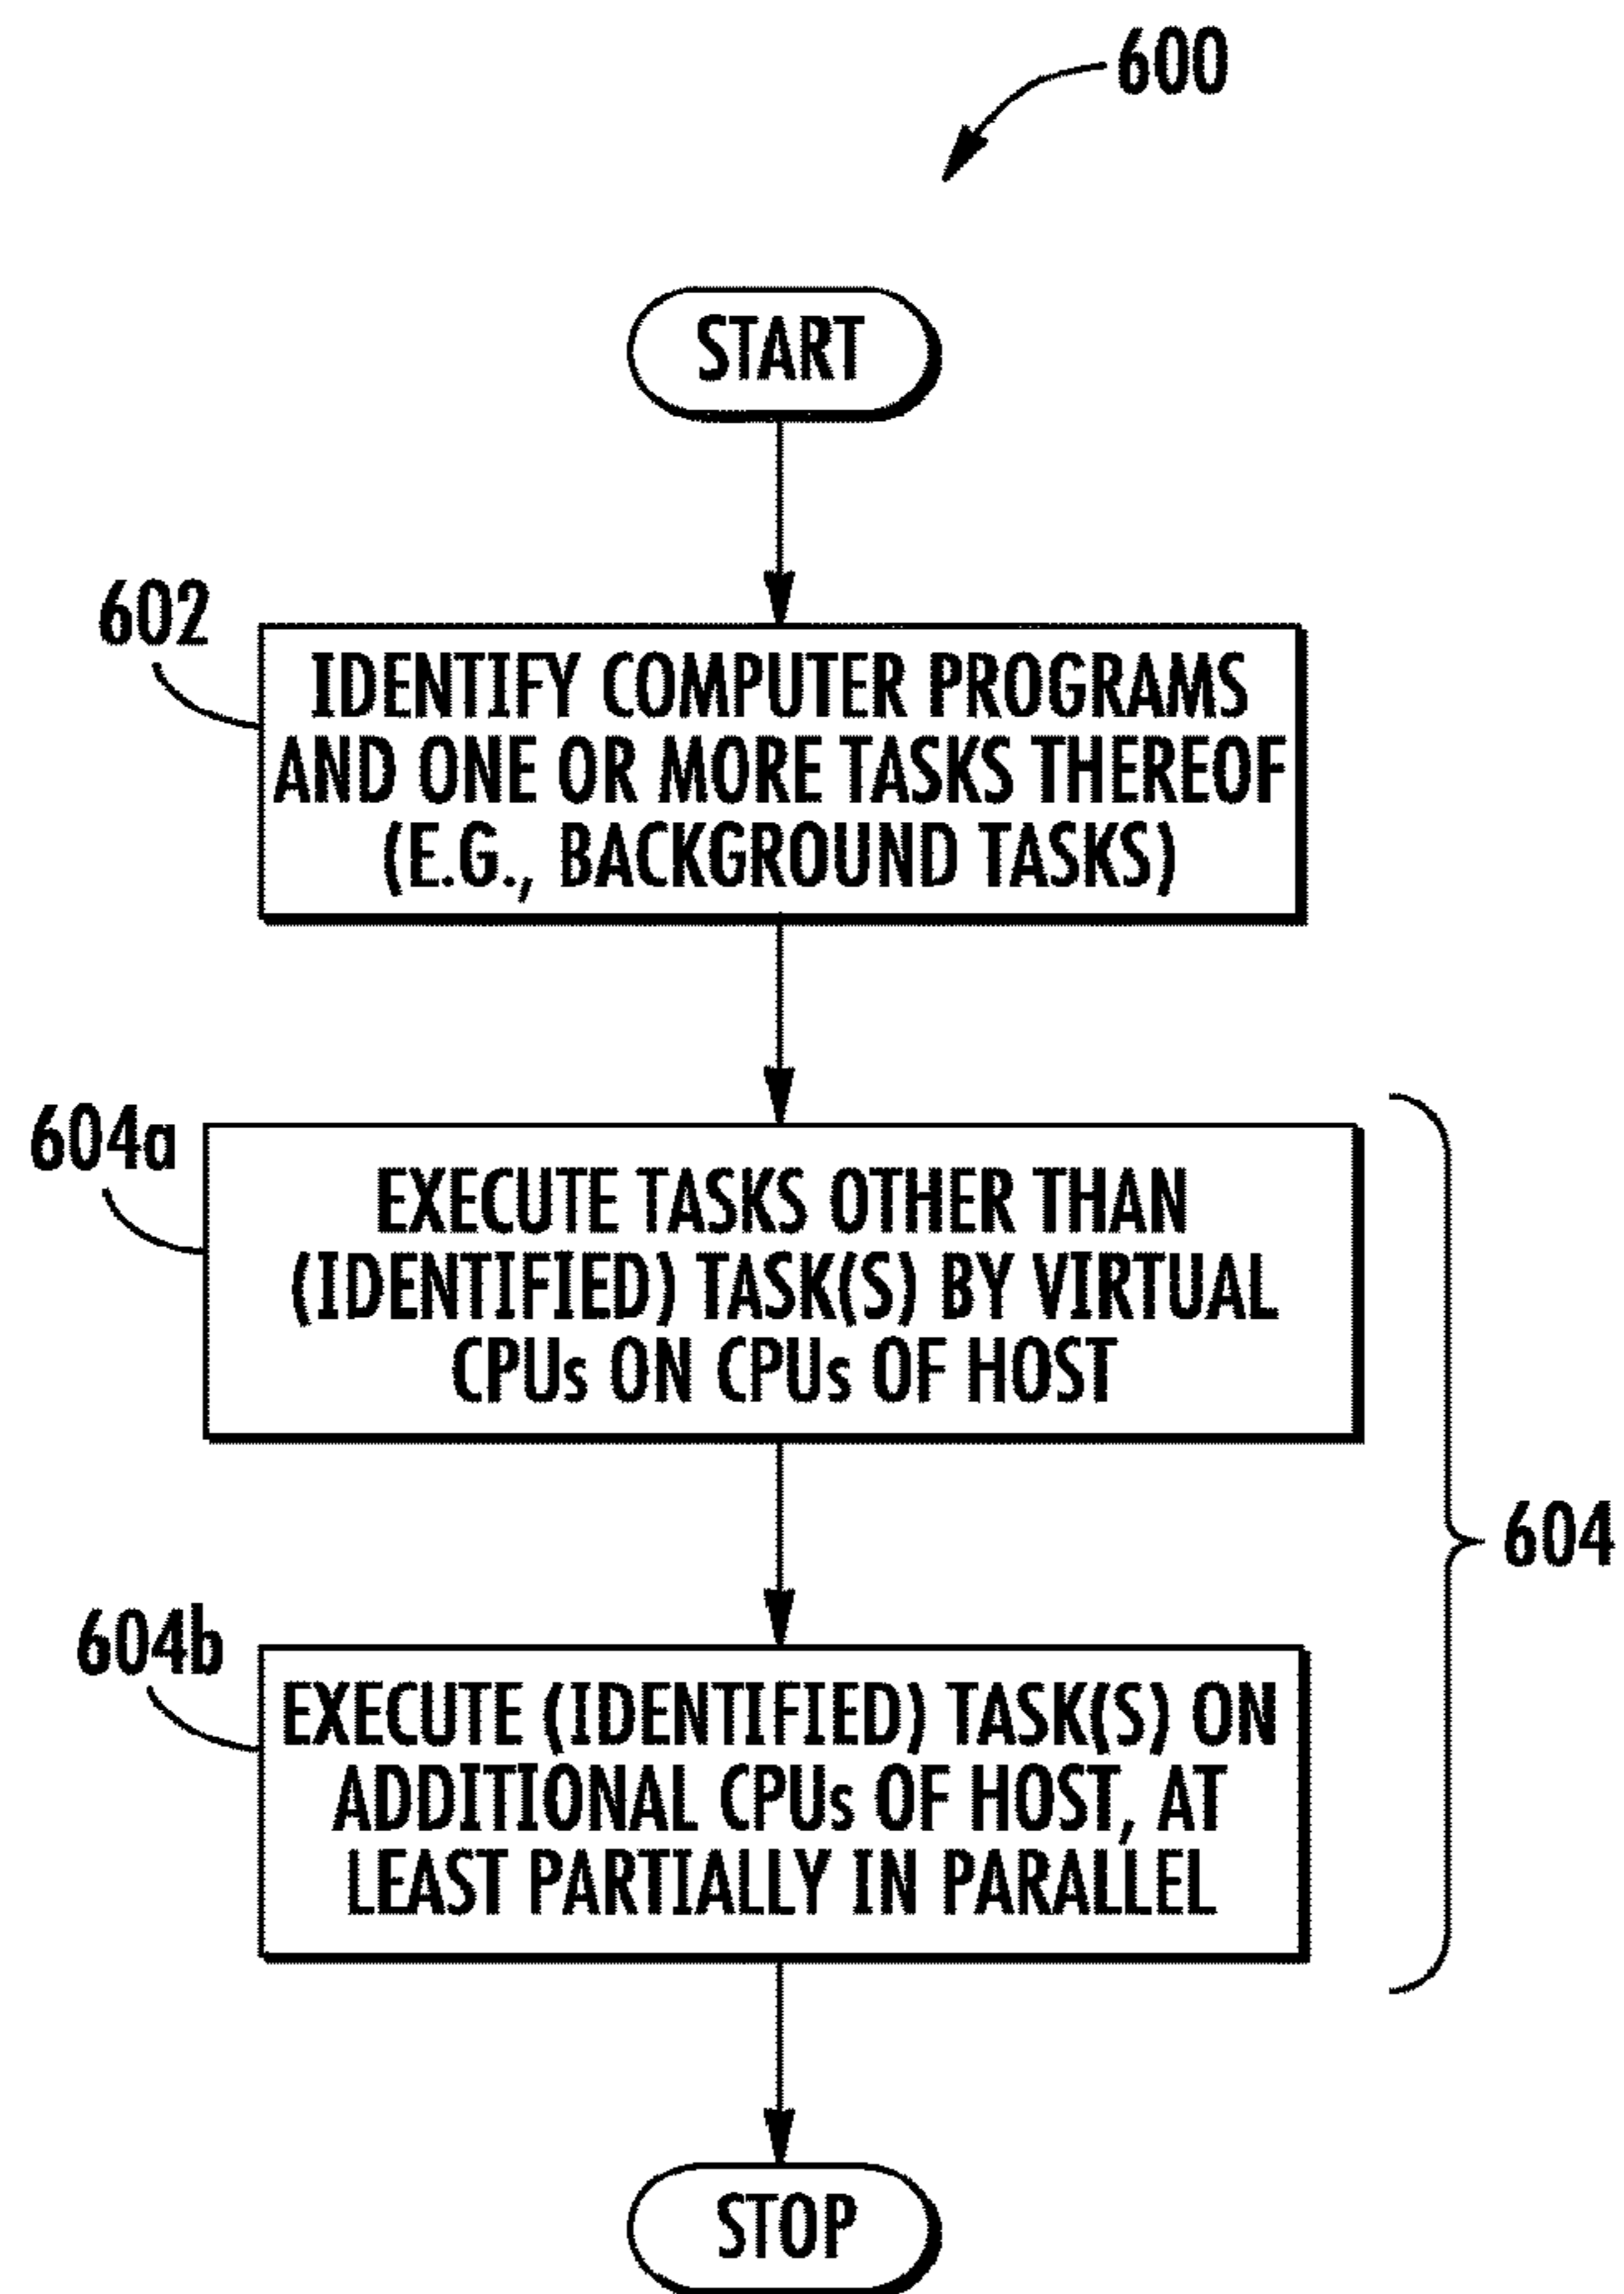 600
START
602
IDENTIFY COMPUTER PROGRAMS
AND ONE OR MORE TASKS THEREOF
(E.G., BACKGROUND TASKS)
604a
EXECUTE TASKS OTHER THAN
(IDENTIFIED) TASK(S) BY VIRTUAL
CPUs ON CPUs OF HOST
604
604b
EXECUTE (IDENTIFIED) TASK(S) ON
ADDITIONAL CPUs OF HOST, AT
LEAST PARTIALLY IN PARALLEL
STOP